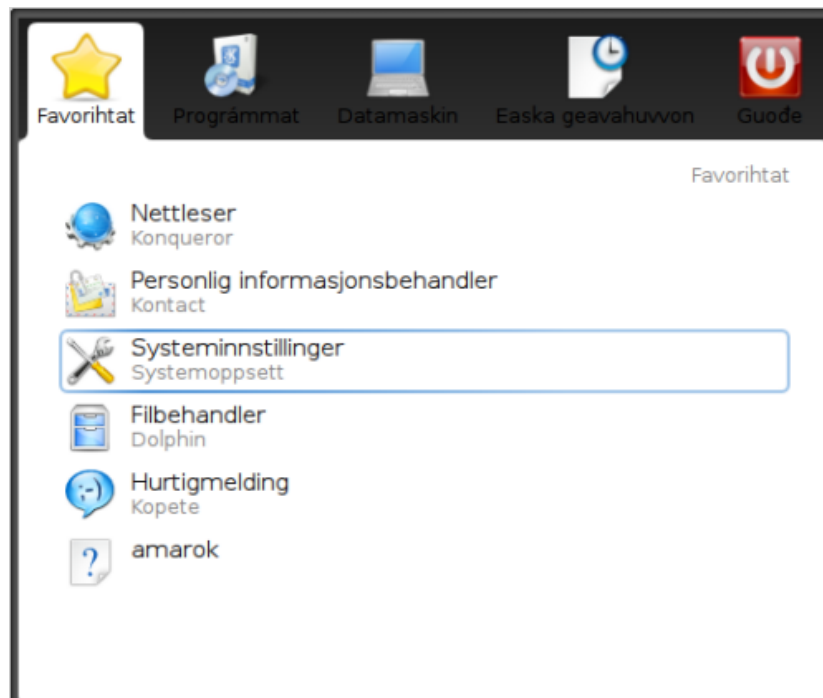 Favorihtat
Prográmmat
Datamaskin
Easka geavahuvvon
Guođe
Favorihtat
Nettleser
Konqueror
Personlig informasjonsbehandler
Kontact
Systeminnstillinger
Systemoppsett
Filbehandler
Dolphin
Hurtigmelding
Kopete
amarok